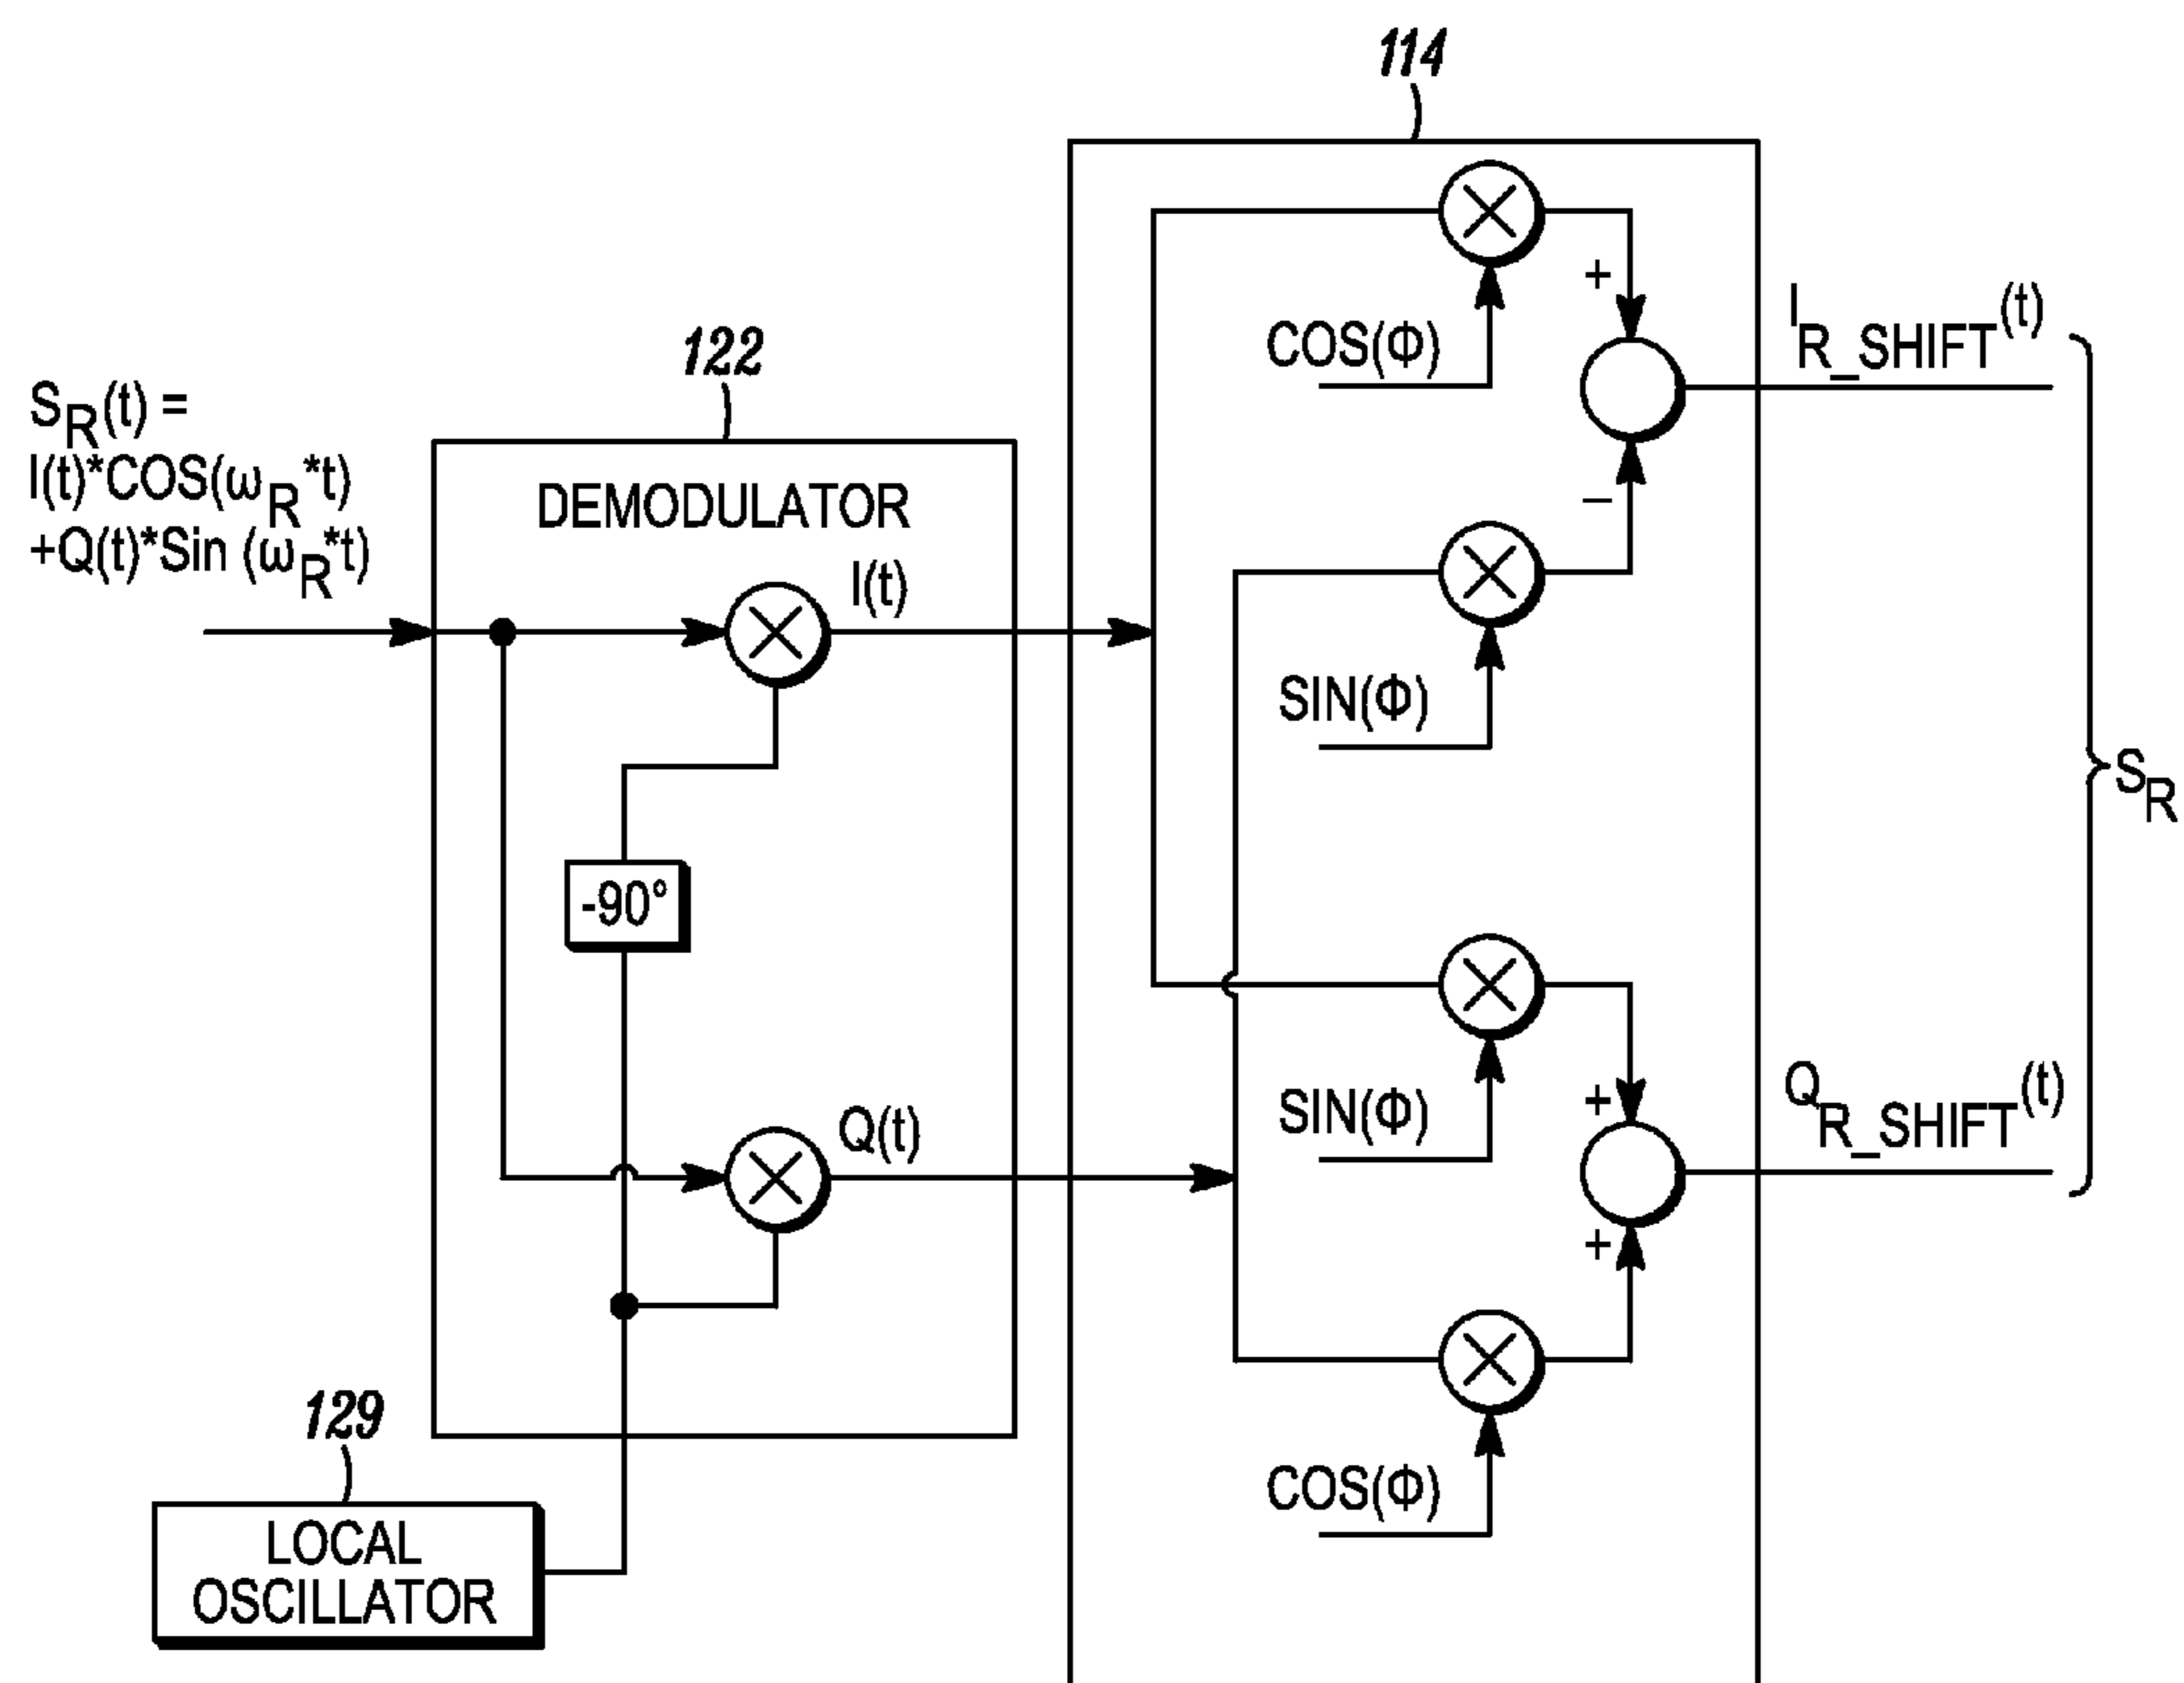 114
122
S_R(t) =
I(t)*COS(ω_R*t)
+Q(t)*Sin (ω_R*t)
DEMODULATOR
I(t)
-90°
Q(t)
129
LOCAL
OSCILLATOR
COS(Φ)
+
−
SIN(Φ)
I_R_SHIFT(t)
S_R
SIN(Φ)
+
+
Q_R_SHIFT(t)
COS(Φ)